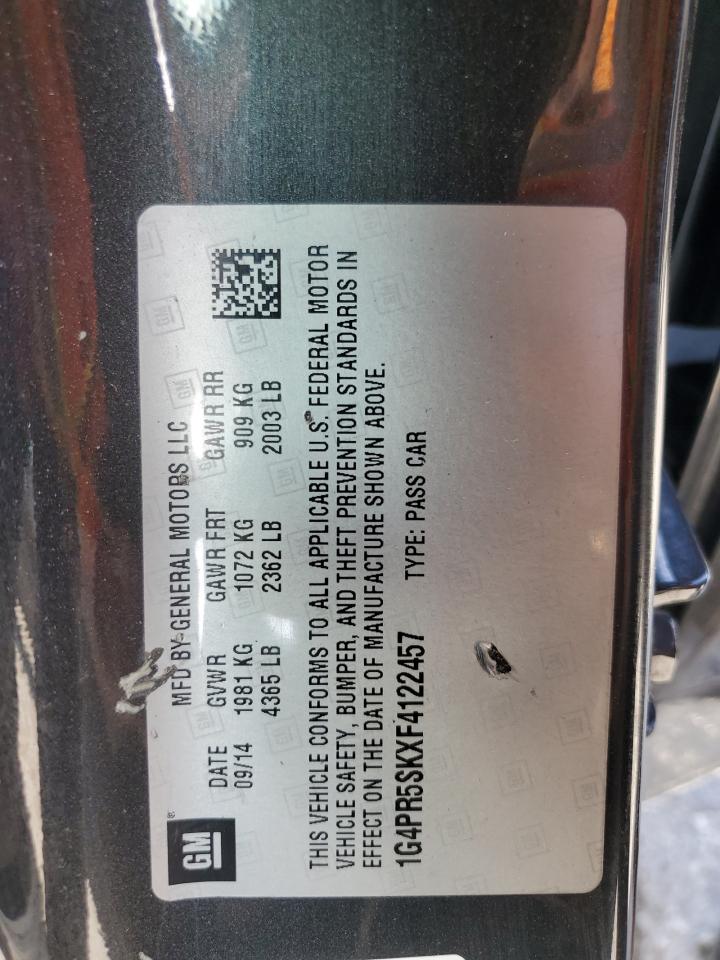 GM®
MFD BY GENERAL MOTORS LLC
DATE GVWR GAWR FRT GAWR RR
09/14 1981 KG 1072 KG 909 KG
4365 LB 2362 LB 2003 LB
THIS VEHICLE CONFORMS TO ALL APPLICABLE U.S. FEDERAL MOTOR
VEHICLE SAFETY, BUMPER, AND THEFT PREVENTION STANDARDS IN
EFFECT ON THE DATE OF MANUFACTURE SHOWN ABOVE.
1G4PR5SKXF4122457 TYPE: PASS CAR